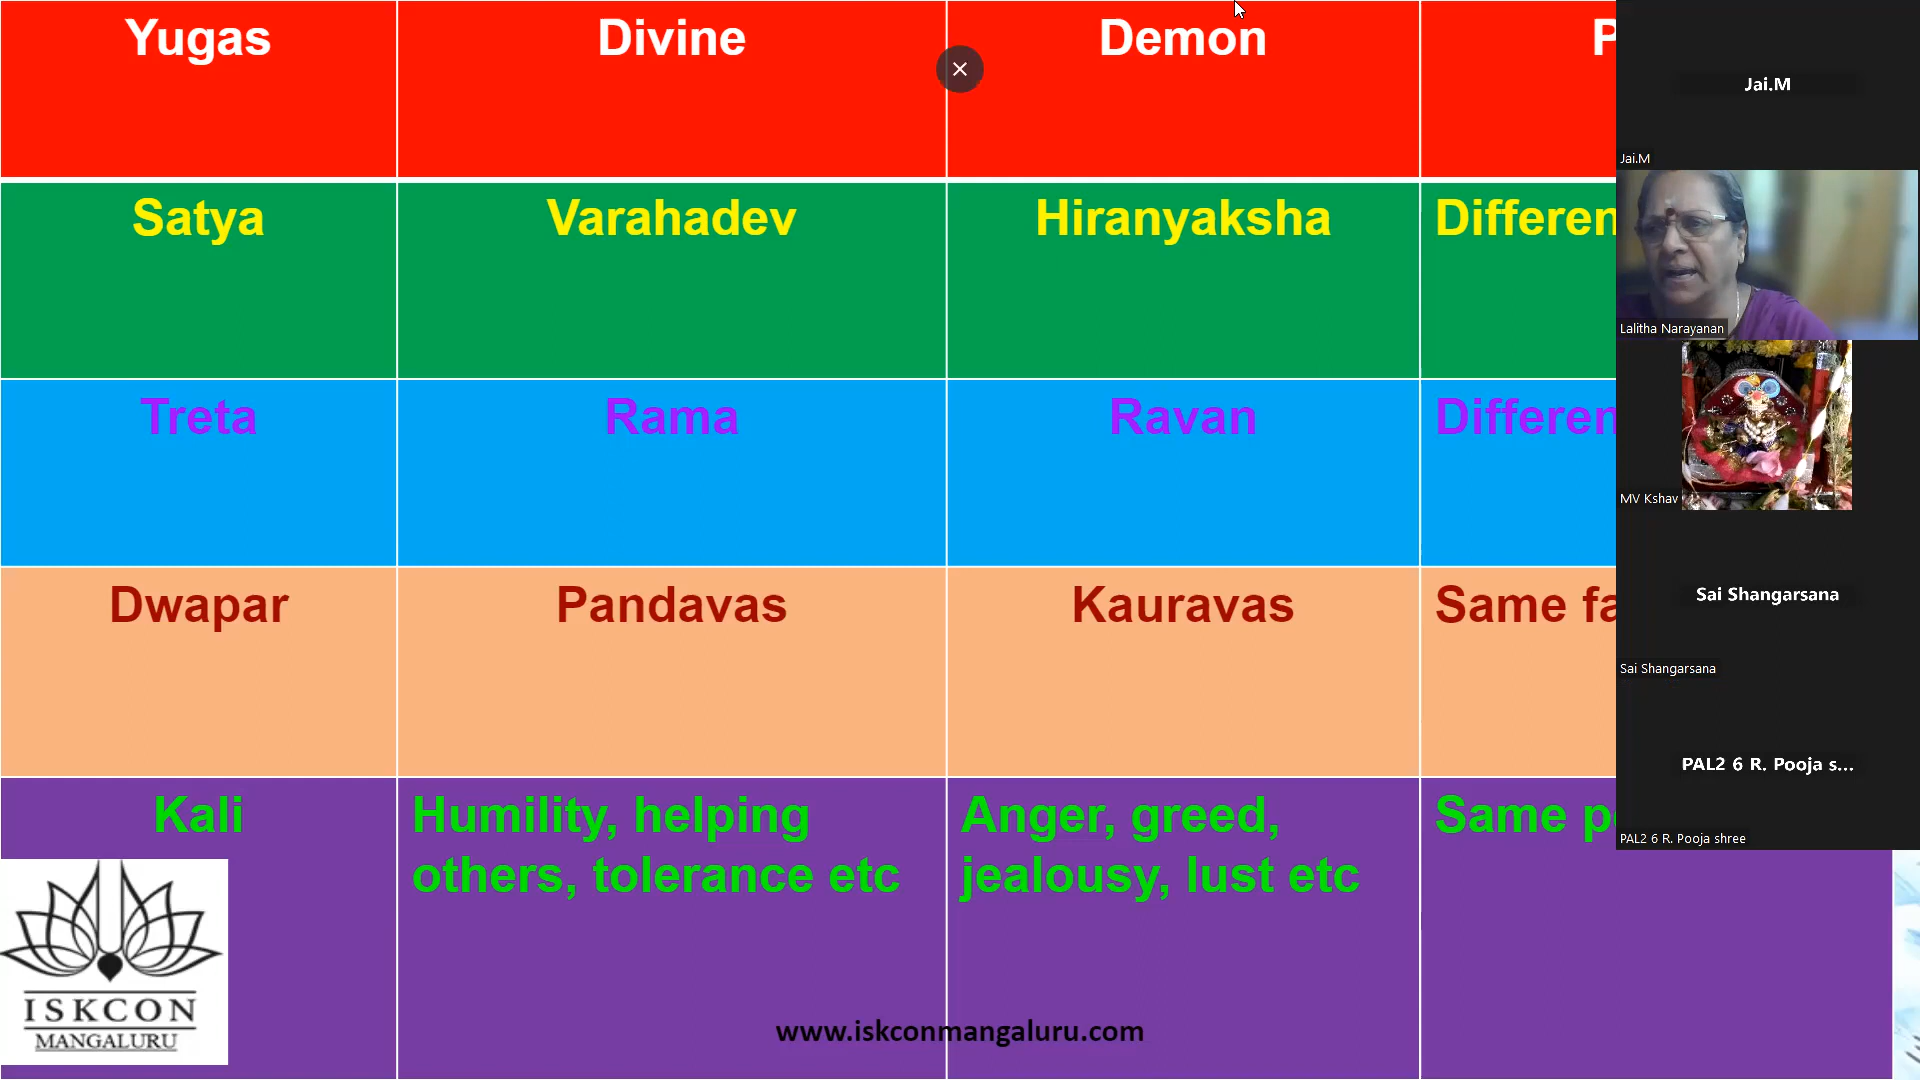 Yugas Divine Demon P
Satya Varahadev Hiranyaksha Differen
Treta Rama Ravan Differen
Dwapar Pandavas Kauravas Same fa
Kali Humility, helping Anger, greed, Same p
others, tolerance etc jealousy, lust etc
ISKCON
MANGALURU
www.iskconmangaluru.com
Jai.M
Jai.M
Lalitha Narayanan
MV Kshav
Sai Shangarsana
Sai Shangarsana
PAL2 6 R. Pooja s...
PAL2 6 R. Pooja shree